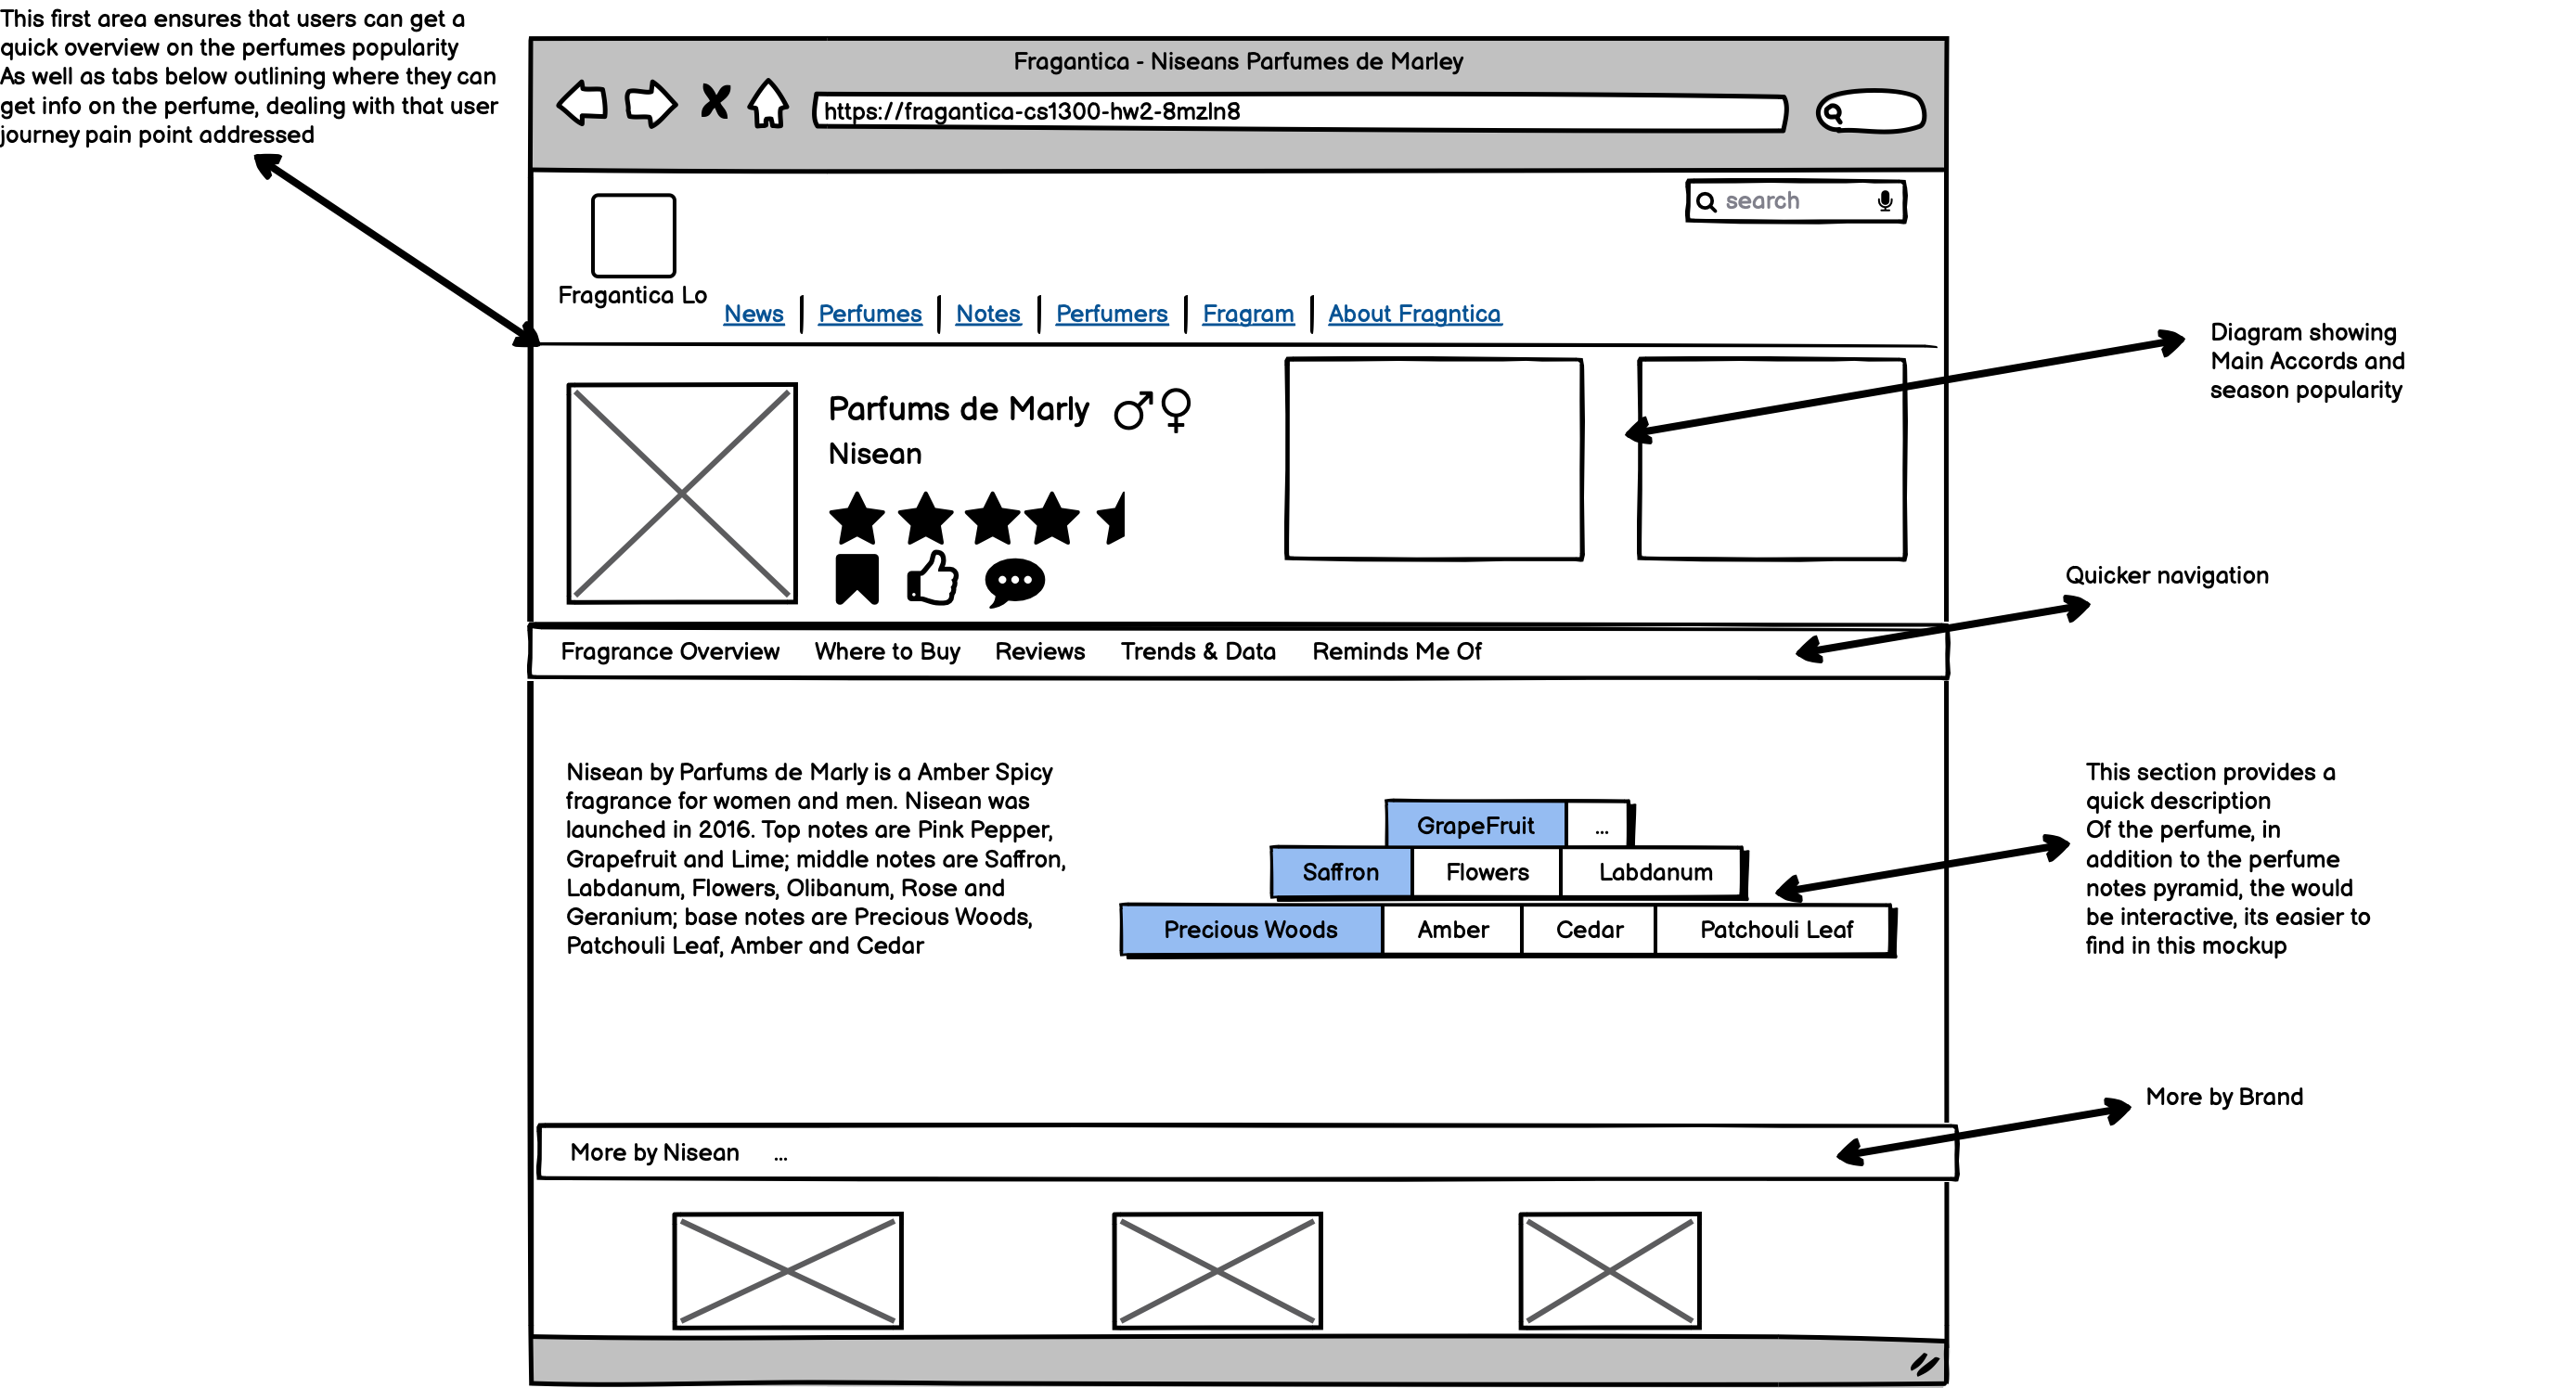 This first area ensures that users can get a
quick overview on the perfumes popularity
As well as tabs below outlining where they can
get info on the perfume, dealing with that user
journey pain point addressed
Fragantica - Niseans Parfumes de Marley
https://fragantica-cs1300-hw2-8mzln8
search
Fragantica Lo
News | Perfumes | Notes | Perfumers | Fragram | About Fragntica
Parfums de Marly
Nisean
Diagram showing
Main Accords and
season popularity
Quicker navigation
Fragrance Overview Where to Buy Reviews Trends & Data Reminds Me Of
Nisean by Parfums de Marly is a Amber Spicy
fragrance for women and men. Nisean was
launched in 2016. Top notes are Pink Pepper,
Grapefruit and Lime; middle notes are Saffron,
Labdanum, Flowers, Olibanum, Rose and
Geranium; base notes are Precious Woods,
Patchouli Leaf, Amber and Cedar
GrapeFruit ...
Saffron Flowers Labdanum
Precious Woods Amber Cedar Patchouli Leaf
This section provides a
quick description
Of the perfume, in
addition to the perfume
notes pyramid, the would
be interactive, its easier to
find in this mockup
More by Brand
More by Nisean ...